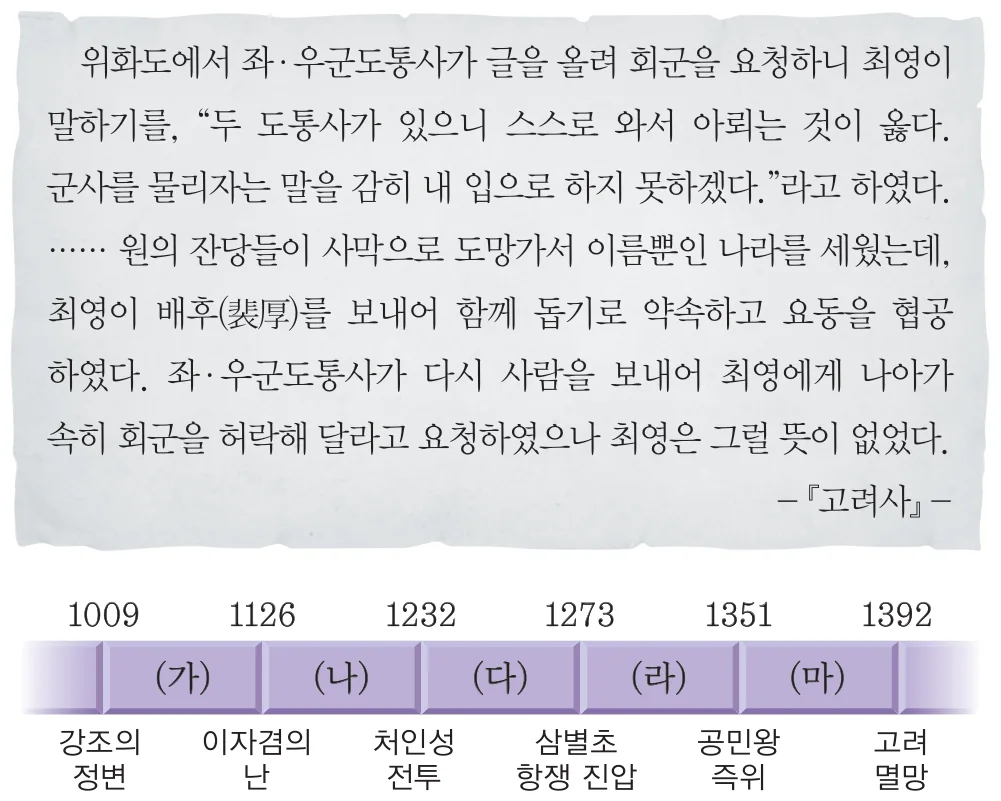 위화도에서 좌·우군도통사가 글을 올려 회군을 요청하니 최영이
말하기를, “두 도통사가 있으니 스스로 와서 아뢰는 것이 옳다.
군사를 물리자는 말을 감히 내 입으로 하지 못하겠다.”라고 하였다.
…… 원의 잔당들이 사막으로 도망가서 이름뿐인 나라를 세웠는데,
최영이 배후(裴厚)를 보내어 함께 돕기로 약속하고 요동을 협공
하였다. 좌·우군도통사가 다시 사람을 보내어 최영에게 나아가
속히 회군을 허락해 달라고 요청하였으나 최영은 그럴 뜻이 없었다.
－『고려사』－
1009 1126 1232 1273 1351 1392
(가) (나) (다) (라) (마)
강조의 이자겸의 처인성 삼별초 공민왕 고려
정변 난 전투 항쟁 진압 즉위 멸망